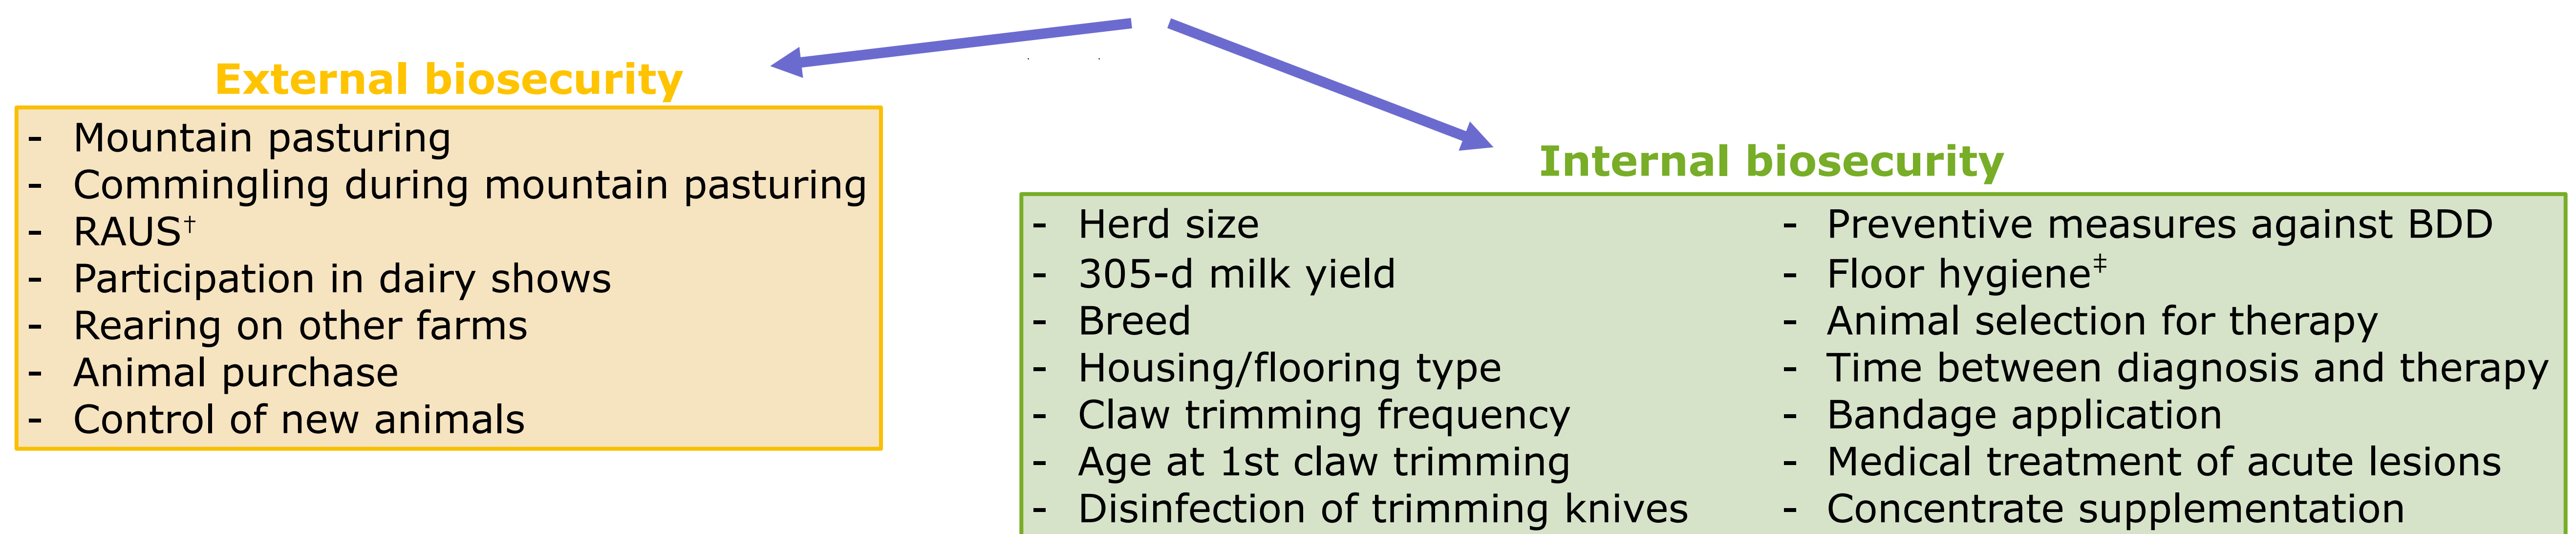 External biosecurity
- Mountain pasturing
- Commingling during mountain pasturing
- RAUS†
- Participation in dairy shows
- Rearing on other farms
- Animal purchase
- Control of new animals
Internal biosecurity
- Herd size
- 305-d milk yield
- Breed
- Housing/flooring type
- Claw trimming frequency
- Age at 1st claw trimming
- Disinfection of trimming knives
- Preventive measures against BDD
- Floor hygiene‡
- Animal selection for therapy
- Time between diagnosis and therapy
- Bandage application
- Medical treatment of acute lesions
- Concentrate supplementation